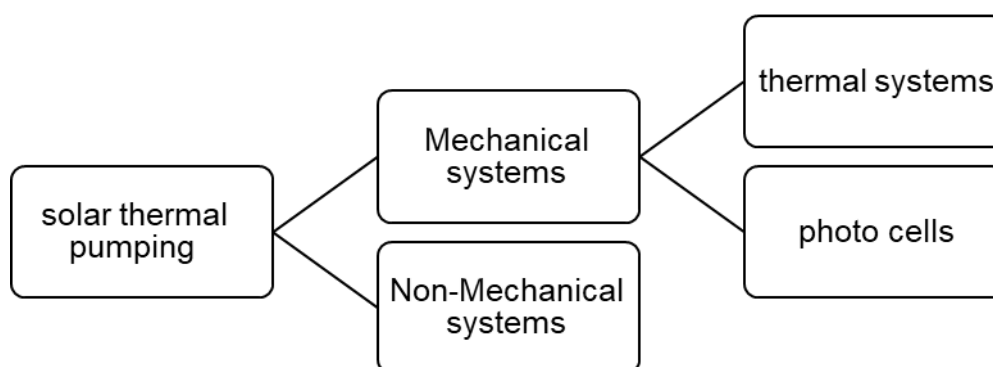 solar thermal
pumping
Mechanical
systems
Non-Mechanical
systems
thermal systems
photo cells